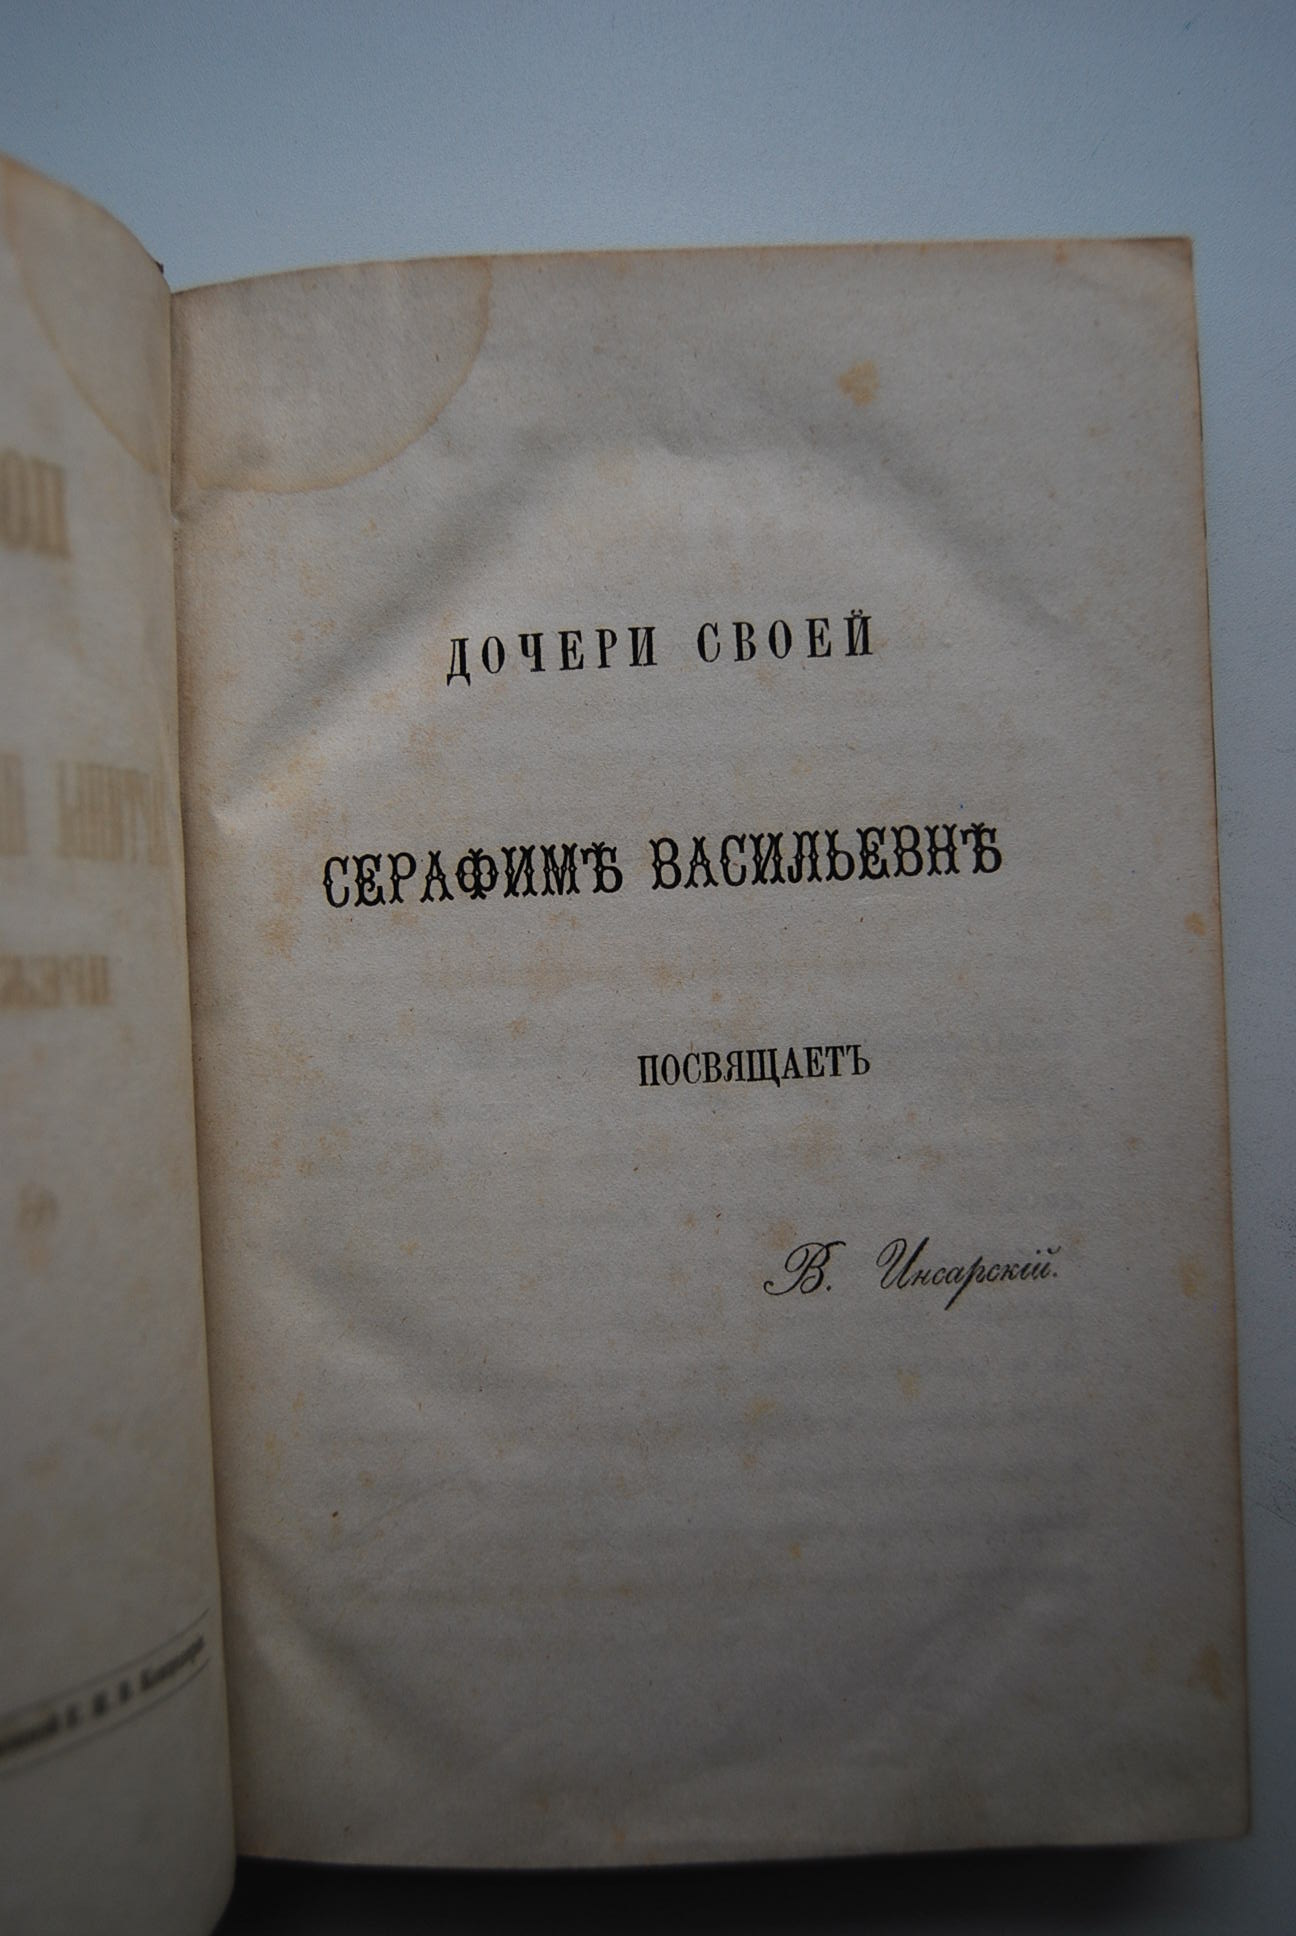 ДОЧЕРИ СВОЕЙ
СЕРАФИМѢ ВАСИЛЬЕВНѢ
ПОСВЯЩАЕТЪ
В. Инсарскій.